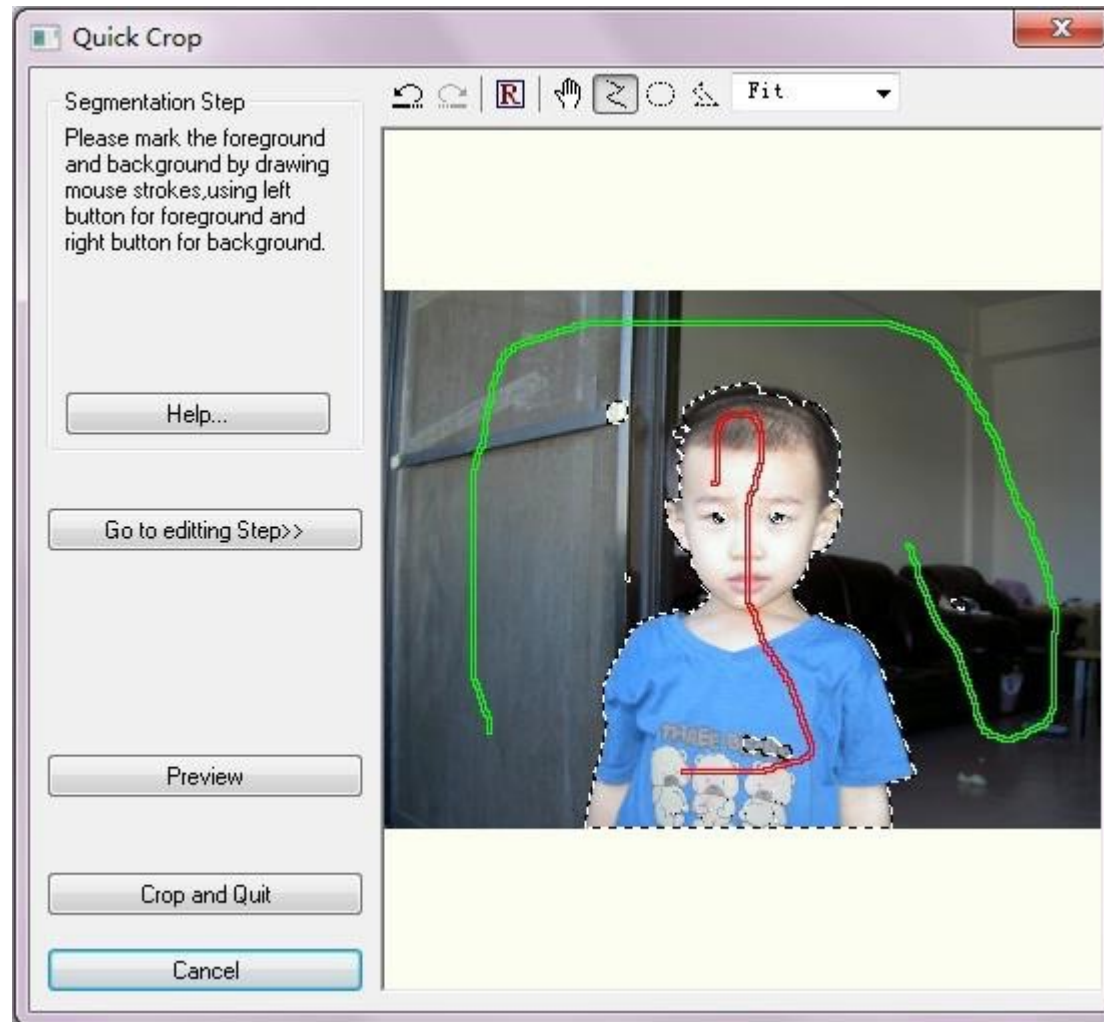 Quick Crop
Segmentation Step
Please mark the foreground
and background by drawing
mouse strokes,using left
button for foreground and
right button for background.
Help...
Go to editting Step>>
Preview
Crop and Quit
Cancel
R
Fit
THREE